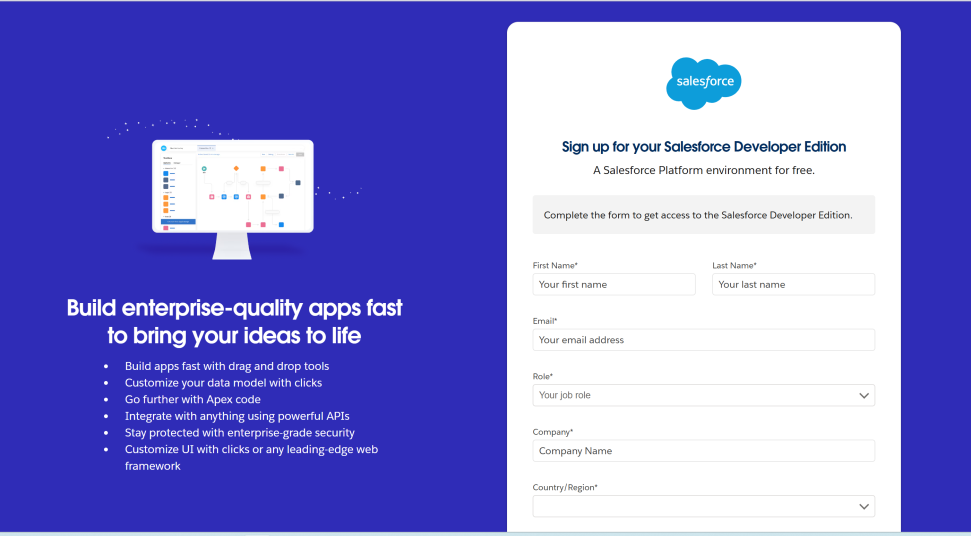 Build enterprise-quality apps fast
to bring your ideas to life
• Build apps fast with drag and drop tools
• Customize your data model with clicks
• Go further with Apex code
• Integrate with anything using powerful APIs
• Stay protected with enterprise-grade security
• Customize UI with clicks or any leading-edge web
framework
salesforce
Sign up for your Salesforce Developer Edition
A Salesforce Platform environment for free.
Complete the form to get access to the Salesforce Developer Edition.
First Name* Last Name*
Your first name Your last name
Email*
Your email address
Role*
Your job role
Company*
Company Name
Country/Region*